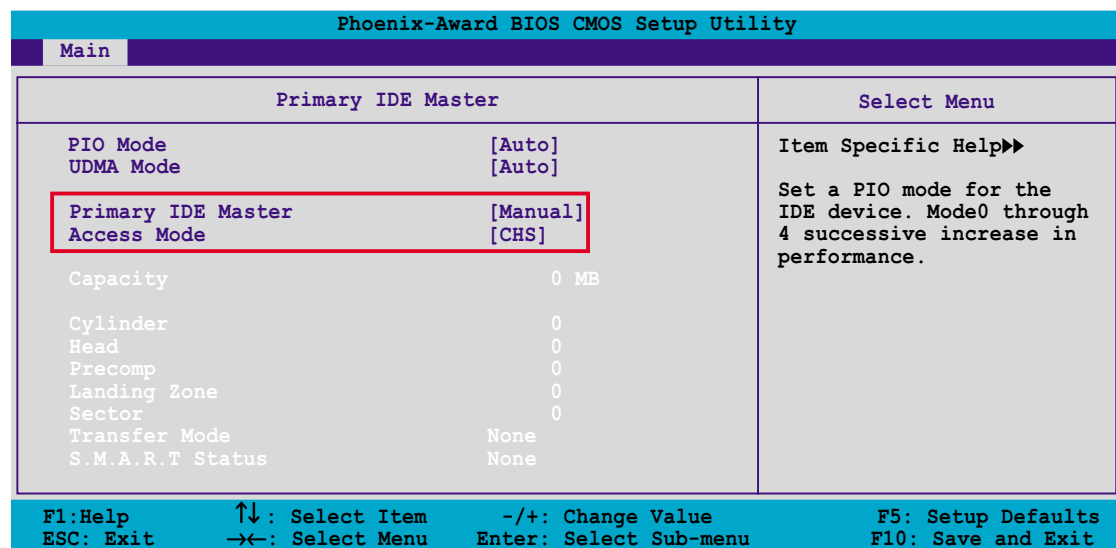 Phoenix-Award BIOS CMOS Setup Utility
Main
Primary IDE Master
Select Menu
PIO Mode [Auto]
UDMA Mode [Auto]
Primary IDE Master [Manual]
Access Mode [CHS]
Capacity 0 MB
Cylinder 0
Head 0
Precomp 0
Landing Zone 0
Sector 0
Transfer Mode None
S.M.A.R.T Status None
Item Specific Help▶▶
Set a PIO mode for the
IDE device. Mode0 through
4 successive increase in
performance.
F1:Help ↑↓: Select Item -/+: Change Value F5: Setup Defaults
ESC: Exit →←: Select Menu Enter: Select Sub-menu F10: Save and Exit